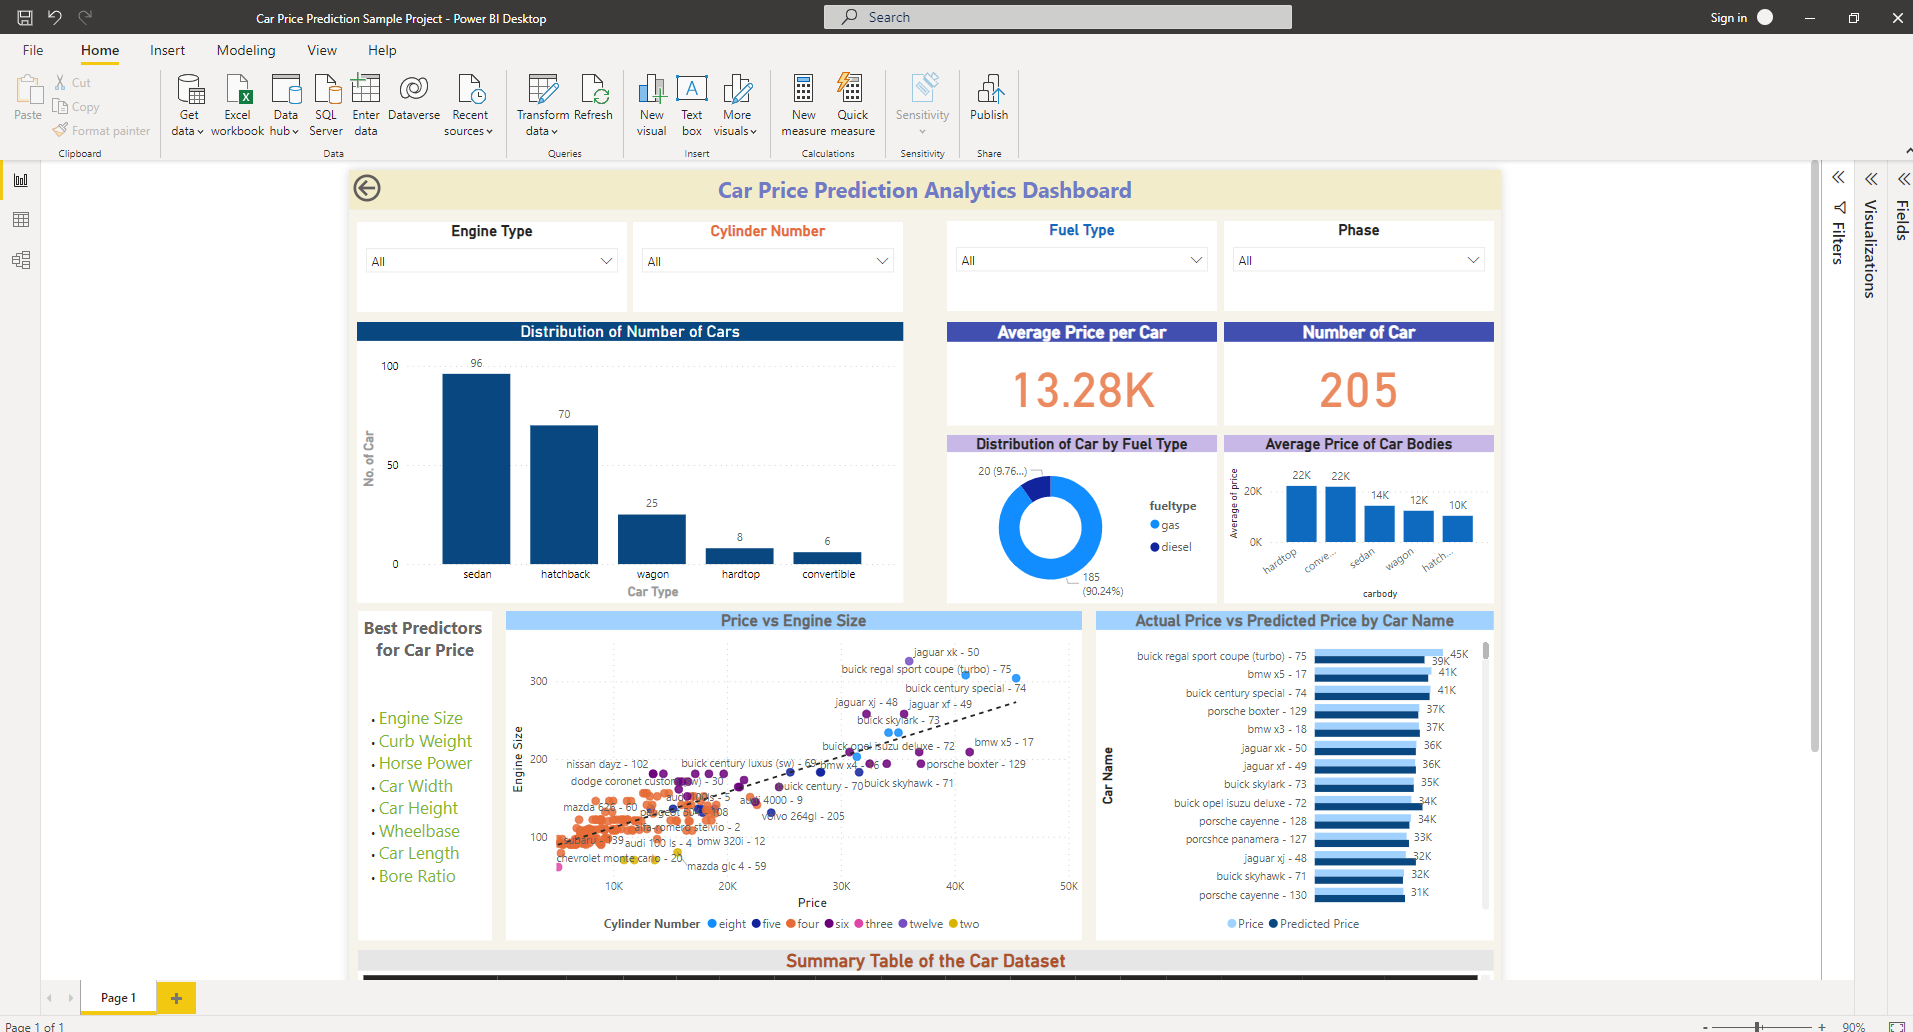 Car Price Prediction Sample Project - Power BI Desktop
Search
Sign in
File Home Insert Modeling View Help
Paste
Cut
Copy
Format painter
Clipboard
Get data
Excel workbook
Data hub
SQL Server
Enter data
Dataverse
Recent sources
Data
Transform data
Refresh
Queries
New visual
Text box
More visuals
Insert
New measure
Quick measure
Calculations
Sensitivity
Sensitivity
Publish
Share
Car Price Prediction Analytics Dashboard
Engine Type
All
Cylinder Number
All
Fuel Type
All
Phase
All
Distribution of Number of Cars
No. of Car
100
50
0
96
70
25
8
6
sedan hatchback wagon hardtop convertible
Car Type
Average Price per Car
13.28K
Number of Car
205
Distribution of Car by Fuel Type
20 (9.76...)
185
(90.24%)
fueltype
gas
diesel
Average Price of Car Bodies
Average of price
20K
0K
22K 22K 14K 12K 10K
hardtop conve... sedan wagon hatch...
carbody
Best Predictors
for Car Price
• Engine Size
• Curb Weight
• Horse Power
• Car Width
• Car Height
• Wheelbase
• Car Length
• Bore Ratio
Price vs Engine Size
Engine Size
300
200
100
jaguar xk - 50
buick regal sport coupe (turbo) - 75
buick century special - 74
jaguar xj - 48 jaguar xf - 49
buick skylark - 73
buick opel isuzu deluxe - 72 bmw x5 - 17
nissan dayz - 102 buick century luxus (sw) - 69 porsche boxter - 129
buick century - 70 buick skyhawk - 71
audi 4000 - 9
mazda 626 - 60
volvo 264gl - 205
alfa-romero stelvio - 2
audi 100 ls - 4 bmw 320i - 12
chevrolet monte carlo - 20
mazda glc 4 - 59
10K 20K 30K 40K 50K
Price
Cylinder Number eight five four six three twelve two
Actual Price vs Predicted Price by Car Name
Car Name
buick regal sport coupe (turbo) - 75 45K
39K
bmw x5 - 17 41K
buick century special - 74 41K
porsche boxter - 129 37K
bmw x3 - 18 37K
jaguar xk - 50 36K
jaguar xf - 49 36K
buick skylark - 73 35K
buick opel isuzu deluxe - 72 34K
porsche cayenne - 128 34K
porcshce panamera - 127 33K
jaguar xj - 48 32K
buick skyhawk - 71 32K
porsche cayenne - 130 31K
Price Predicted Price
Summary Table of the Car Dataset
Filters
Visualizations
Fields
Page 1
Page 1 of 1
- + 90%